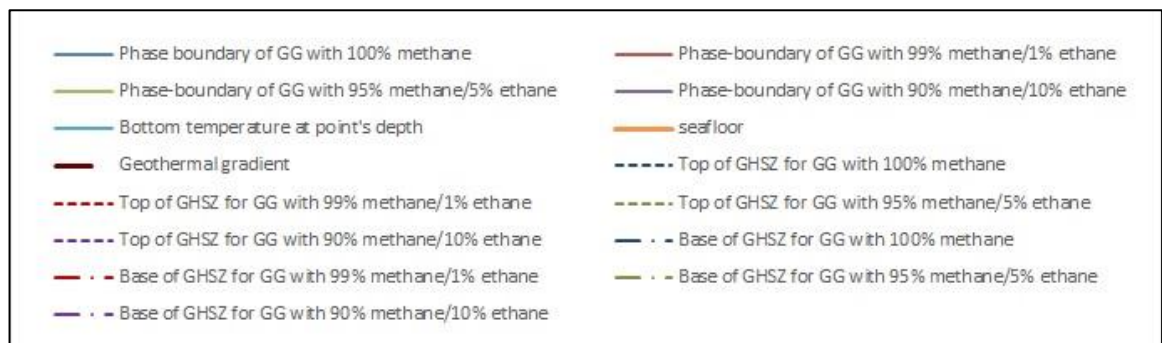 Phase boundary of GG with 100% methane
Phase-boundary of GG with 99% methane/1% ethane
Phase-boundary of GG with 95% methane/5% ethane
Phase-boundary of GG with 90% methane/10% ethane
Bottom temperature at point's depth
seafloor
Geothermal gradient
Top of GHSZ for GG with 100% methane
Top of GHSZ for GG with 99% methane/1% ethane
Top of GHSZ for GG with 95% methane/5% ethane
Top of GHSZ for GG with 90% methane/10% ethane
Base of GHSZ for GG with 100% methane
Base of GHSZ for GG with 99% methane/1% ethane
Base of GHSZ for GG with 95% methane/5% ethane
Base of GHSZ for GG with 90% methane/10% ethane